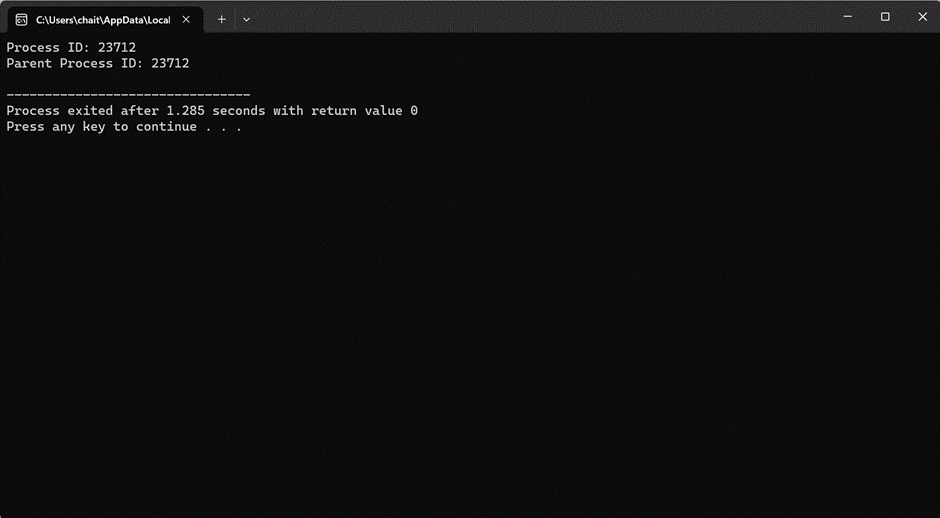 C:\Users\chait\AppData\Local
Process ID: 23712
Parent Process ID: 23712
--------------------------------
Process exited after 1.285 seconds with return value 0
Press any key to continue . . .